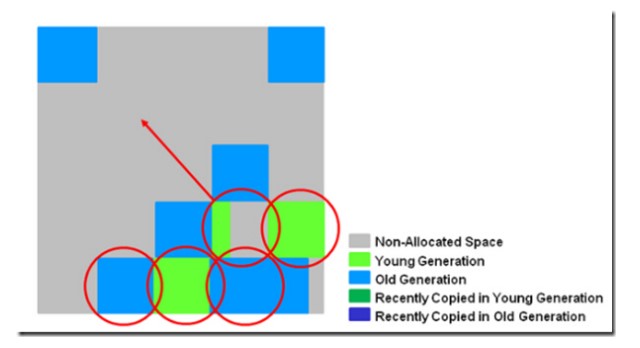 Non-Allocated Space
Young Generation
Old Generation
Recently Copied in Young Generation
Recently Copied in Old Generation